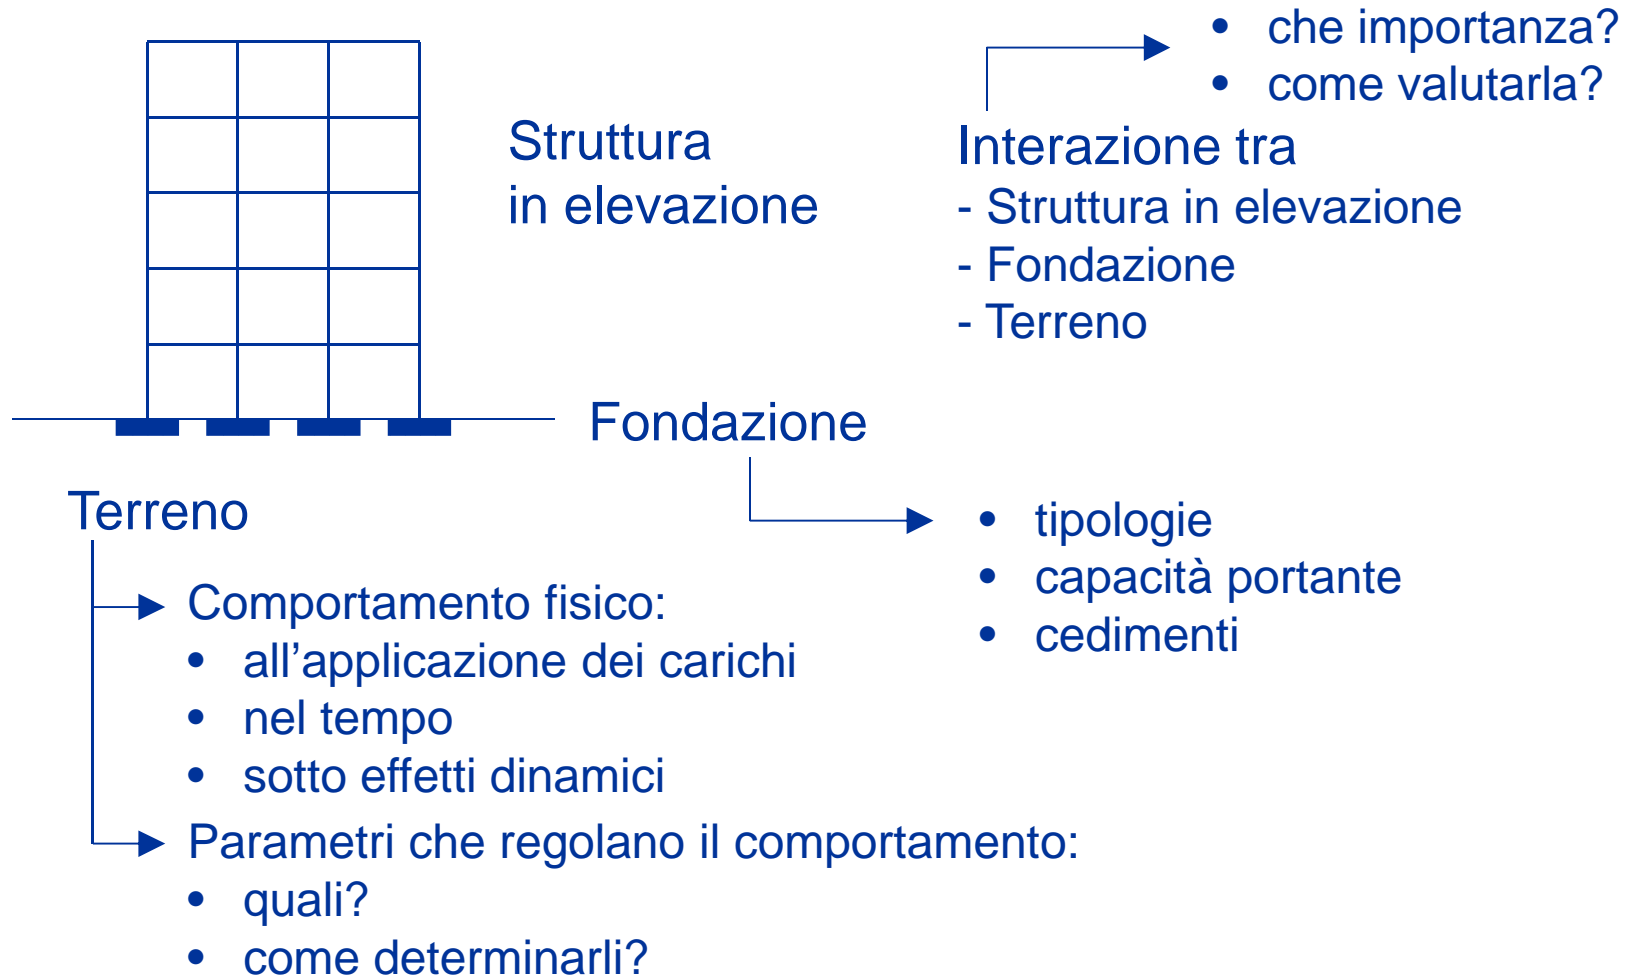 Struttura
in elevazione
• che importanza?
• come valutarla?
Interazione tra
- Struttura in elevazione
- Fondazione
- Terreno
Fondazione
• tipologie
• capacità portante
• cedimenti
Terreno
Comportamento fisico:
• all’applicazione dei carichi
• nel tempo
• sotto effetti dinamici
Parametri che regolano il comportamento:
• quali?
• come determinarli?